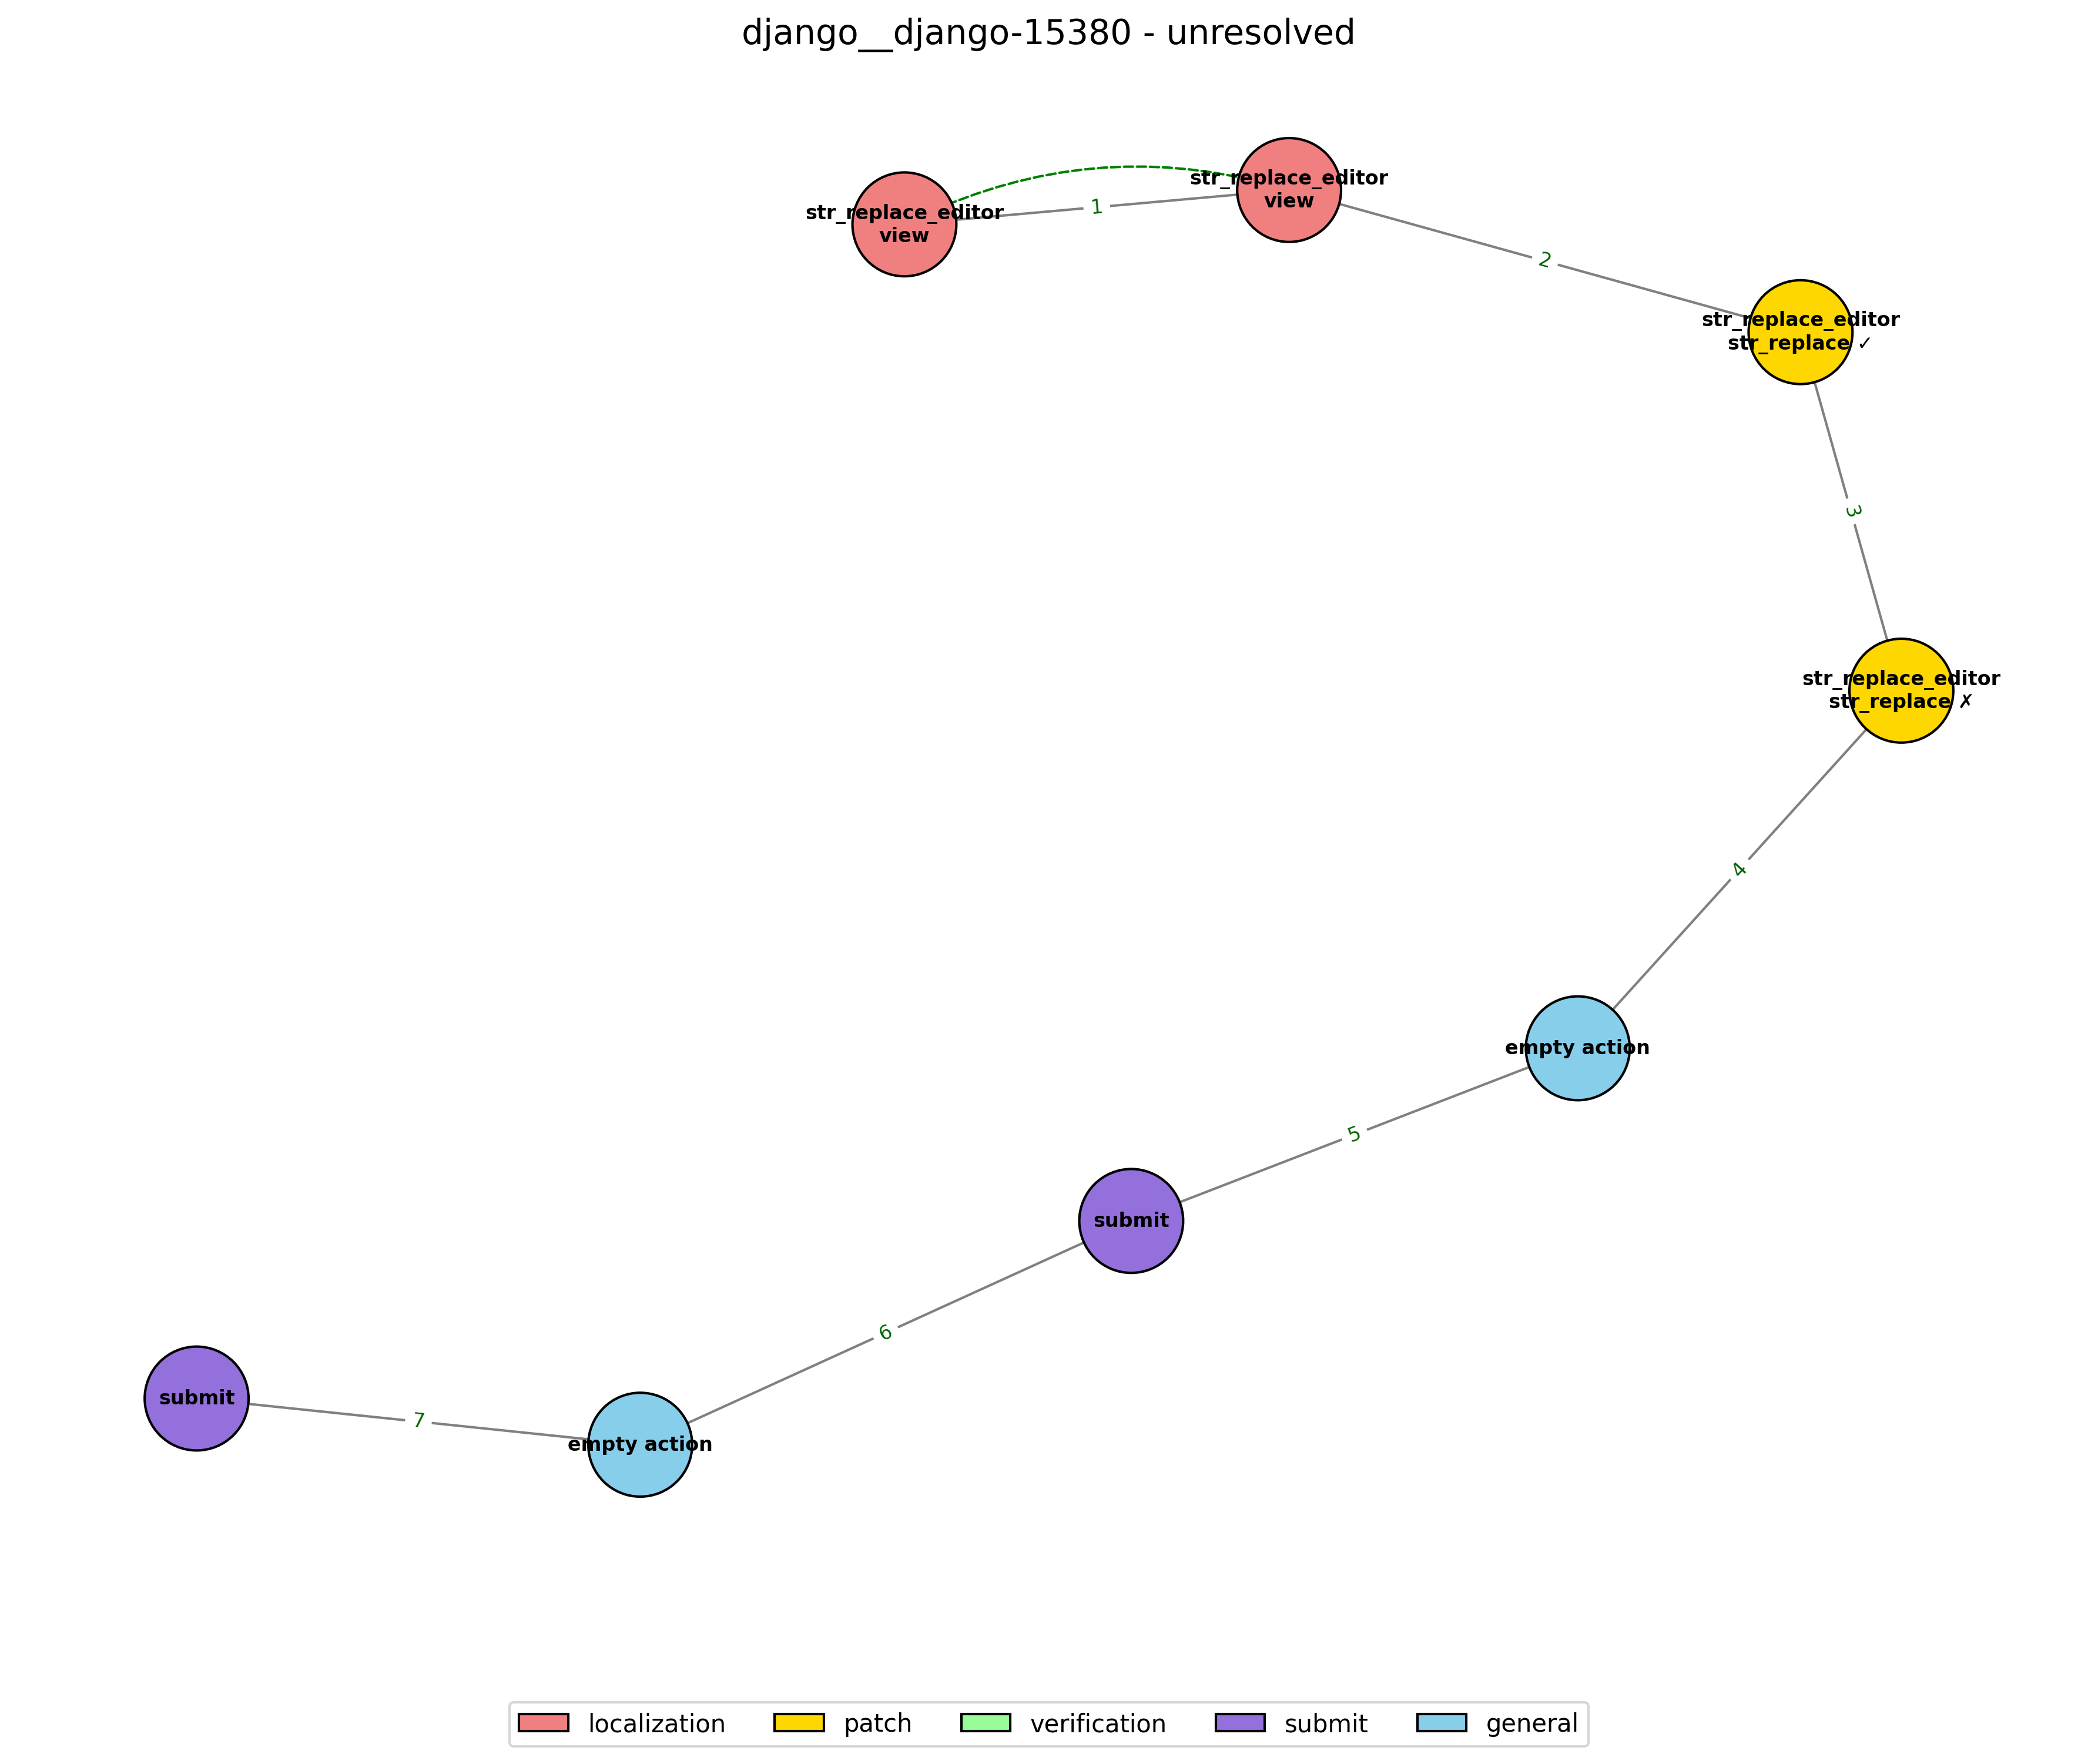 django__django-15380 - unresolved
str_replace_editor
view
1
str_replace_editor
view
2
str_replace_editor
str_replace ✓
3
str_replace_editor
str_replace ✗
4
empty action
5
submit
6
empty action
7
submit
localization
patch
verification
submit
general